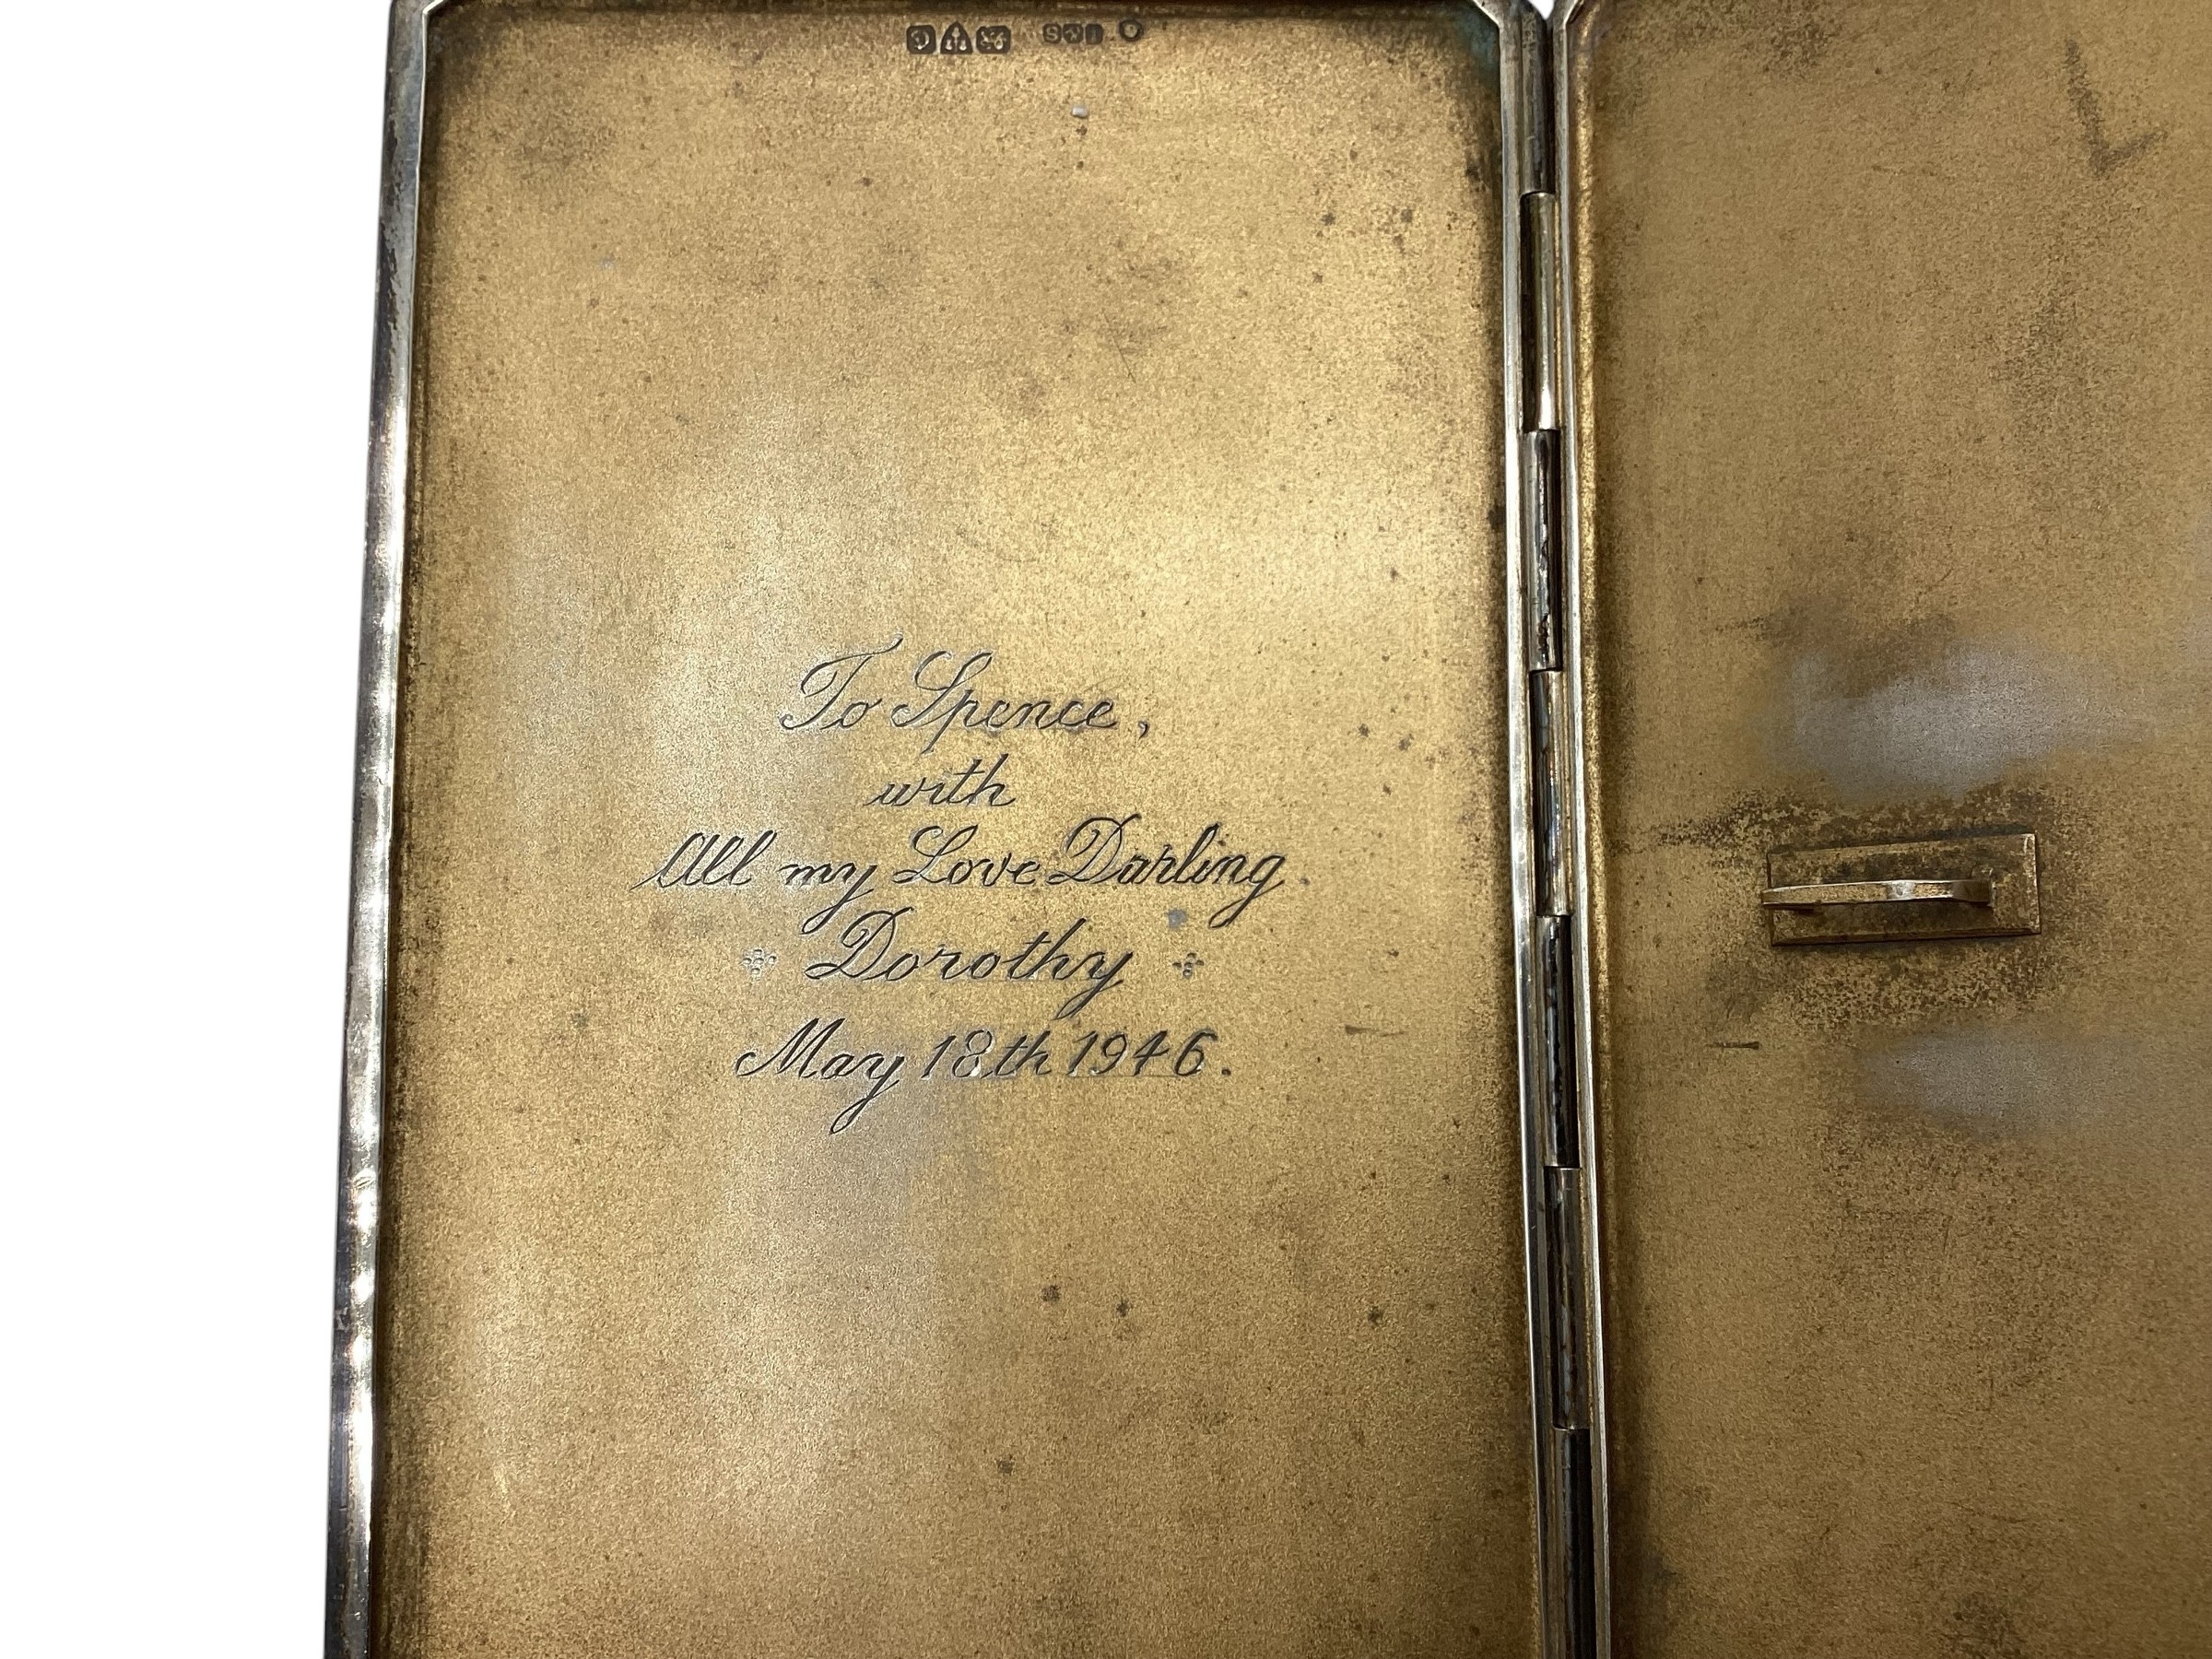 To Spence,
with
All my Love Darling
Dorothy
May 18th 1946.